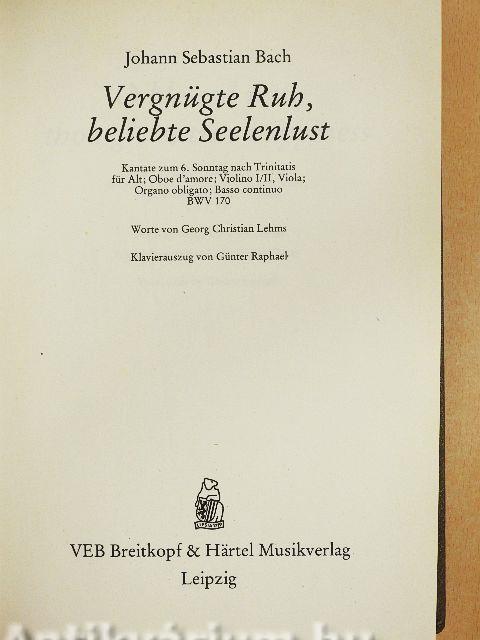 Johann Sebastian Bach
Vergnügte Ruh,
beliebte Seelenlust
Kantate zum 6. Sonntag nach Trinitatis
für Alt; Oboe d'amore; Violino I/II, Viola;
Organo obligato; Basso continuo
BWV 170
Worte von Georg Christian Lehms
Klavierauszug von Günter Raphael
VEB Breitkopf & Härtel Musikverlag
Leipzig
Antikvárium.hu